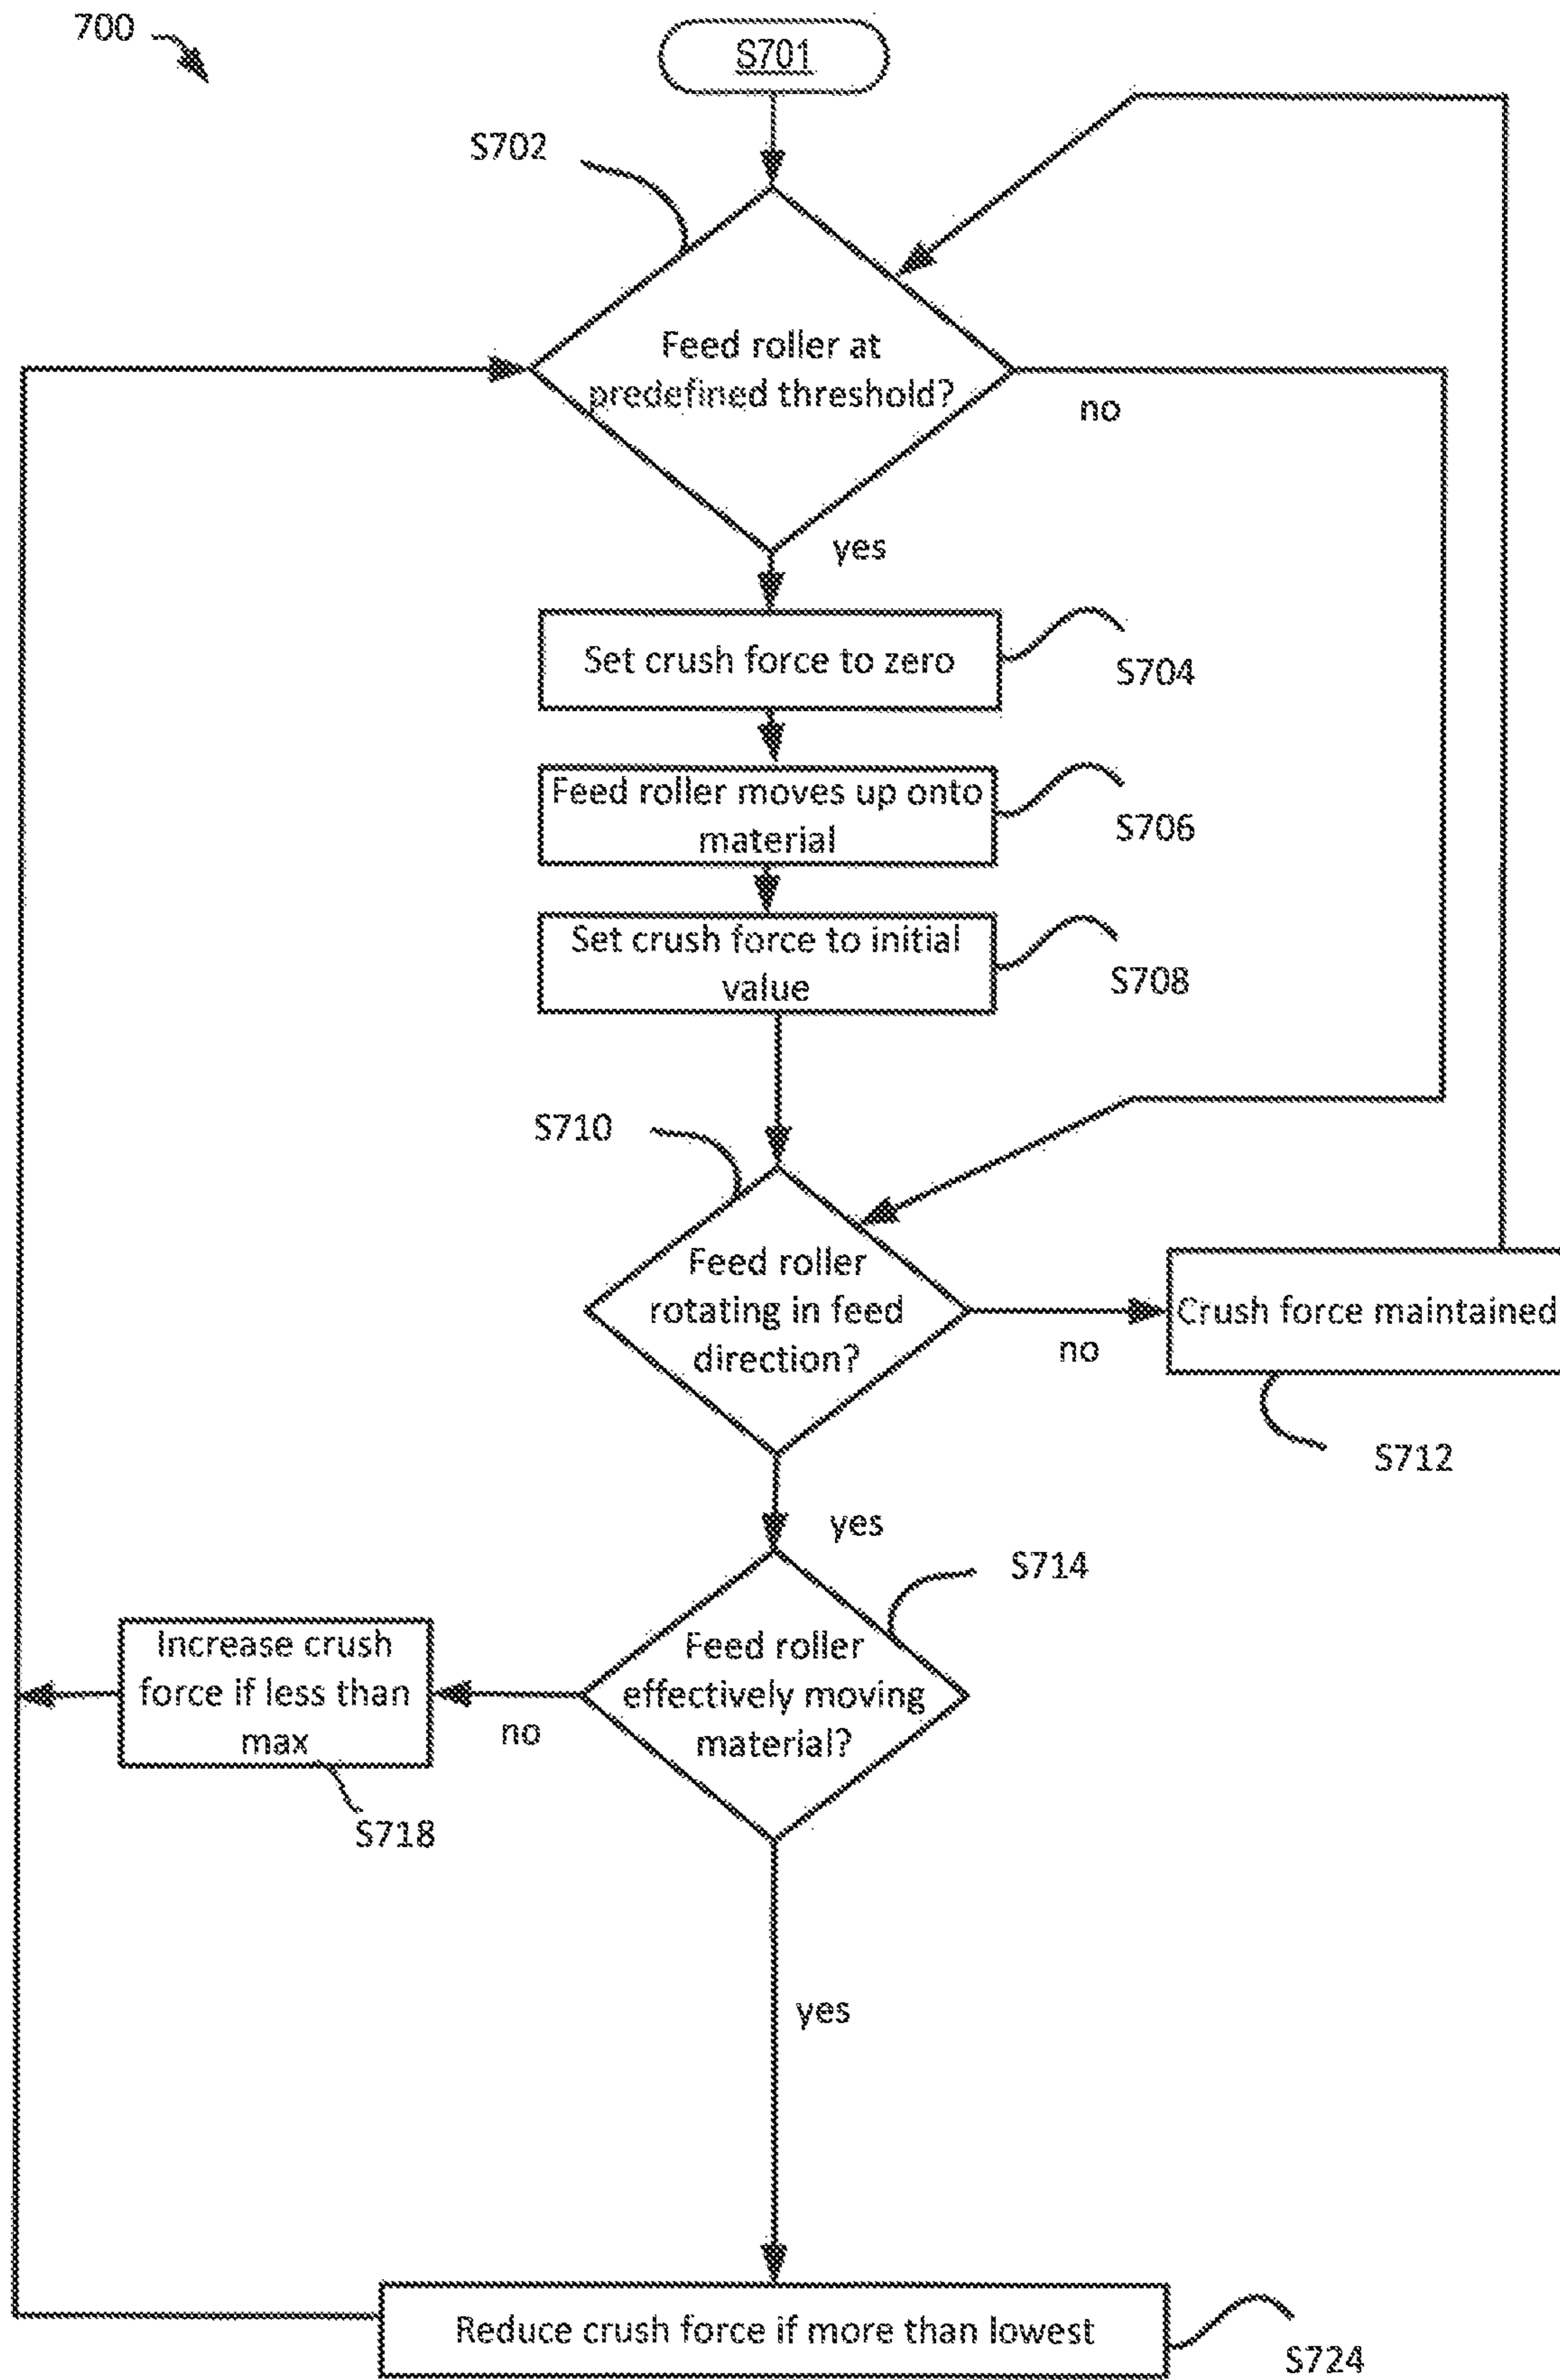 700
S701
S702
Feed roller at
predefined threshold?
no
yes
Set crush force to zero
S704
Feed roller moves up onto
material
S706
Set crush force to initial
value
S708
S710
Feed roller
rotating in feed
direction?
no
Crush force maintained
S712
yes
S714
Feed roller
effectively moving
material?
no
Increase crush
force if less than
max
S718
yes
Reduce crush force if more than lowest
S724